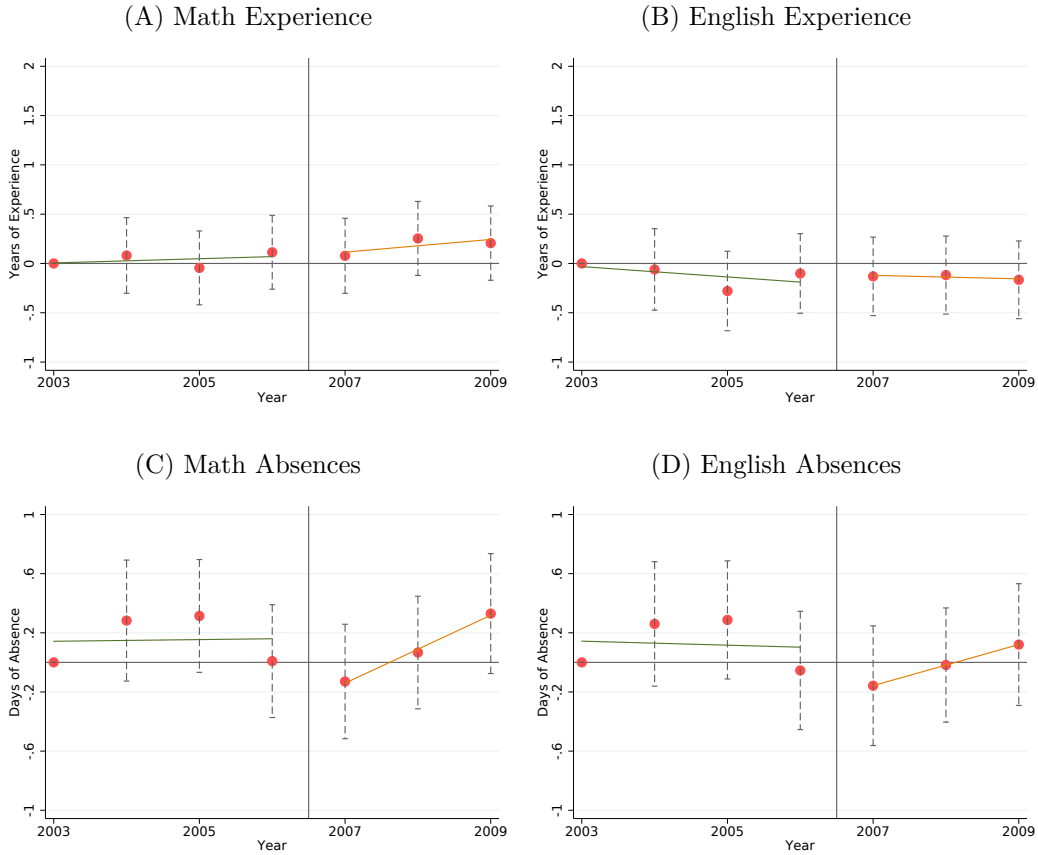 (A) Math Experience
Years of Experience
2
1.5
1
.5
0
-.5
-1
2003 2005 2007 2009
Year
(B) English Experience
Years of Experience
2
1.5
1
.5
0
-.5
-1
2003 2005 2007 2009
Year
(C) Math Absences
Days of Absence
1
.6
.2
-.2
-.6
-1
2003 2005 2007 2009
Year
(D) English Absences
Days of Absence
1
.6
.2
-.2
-.6
-1
2003 2005 2007 2009
Year